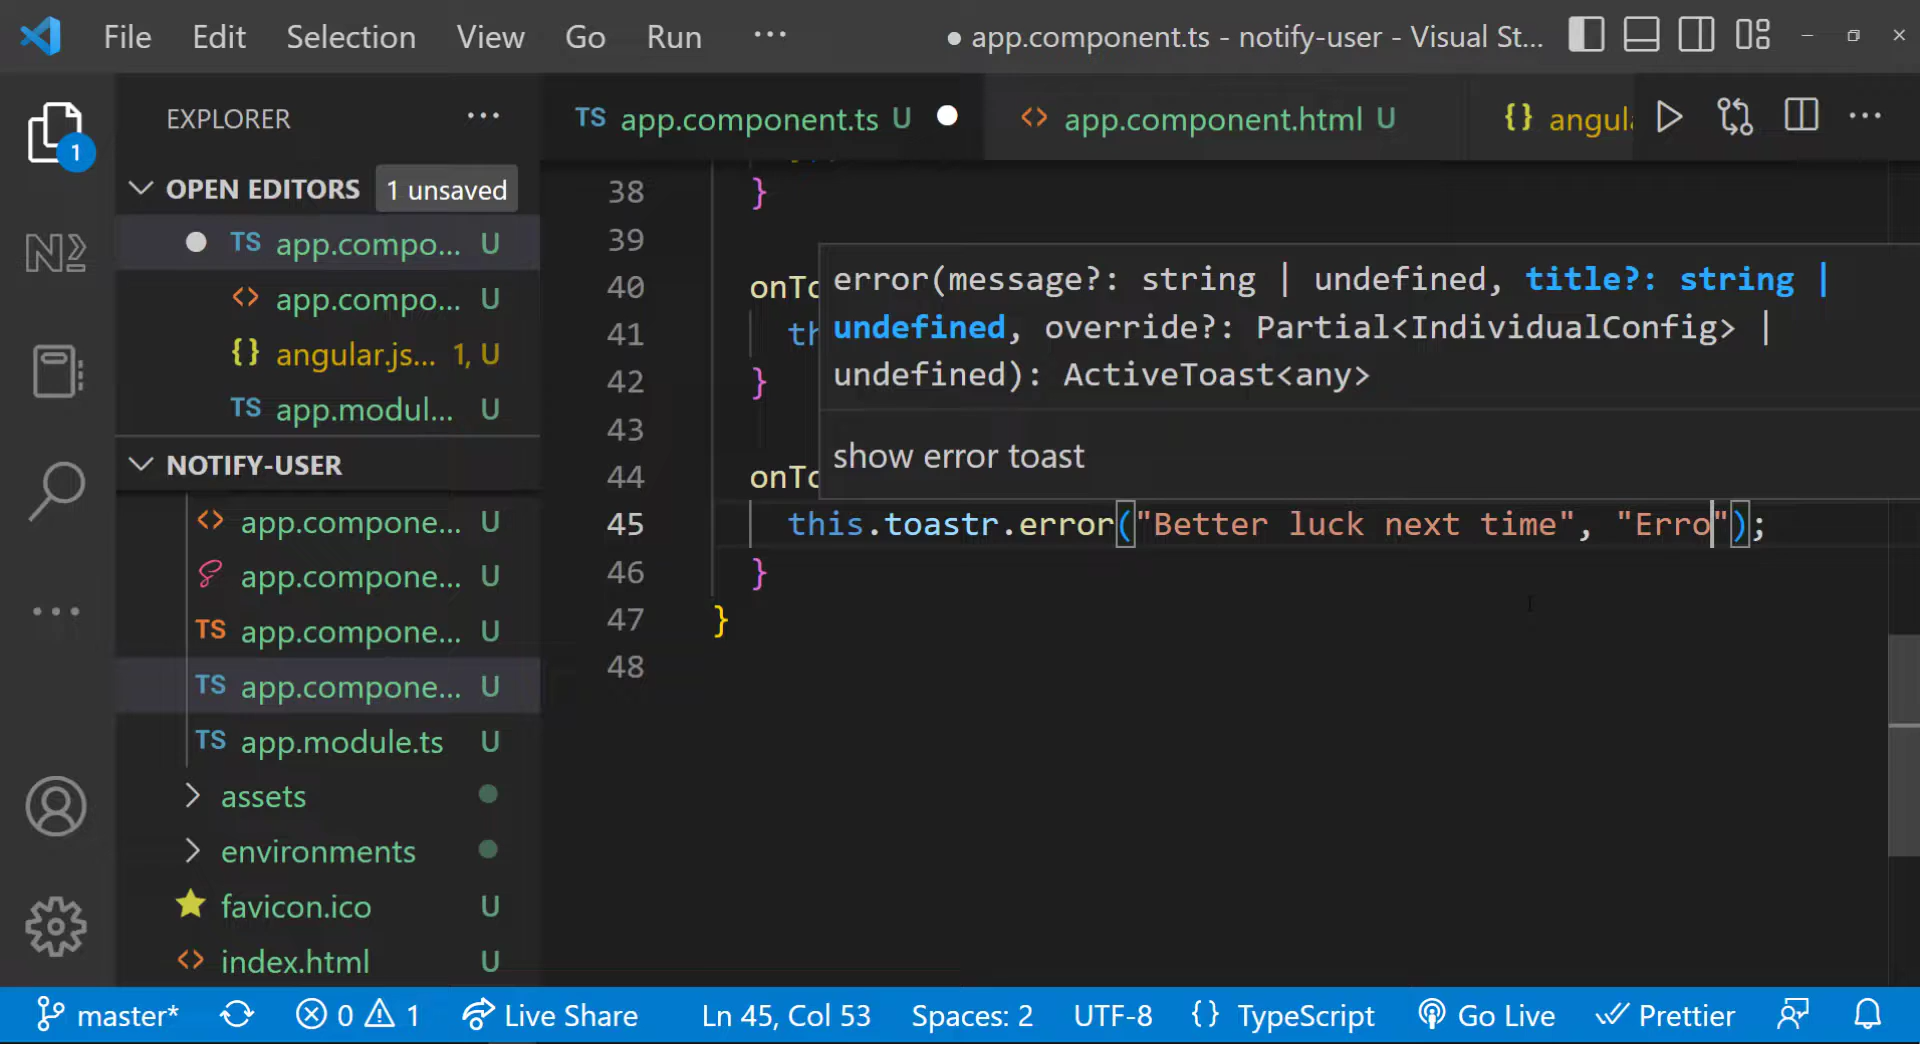 File Edit Selection View Go Run ··· ● app.component.ts - notify-user - Visual St...
EXPLORER ···
TS app.component.ts U ●
<> app.component.html U
{} angul
1
OPEN EDITORS 1 unsaved
TS app.compo... U
<> app.compo... U
{} angular.js... 1, U
TS app.modul... U
NOTIFY-USER
<> app.compone... U
app.compone... U
TS app.compone... U
TS app.compone... U
TS app.module.ts U
assets
environments
favicon.ico U
<> index.html U
38 }
39
40 onTo
41 th
42 }
43
44 onTo
error(message?: string | undefined, title?: string |
undefined, override?: Partial<IndividualConfig> |
undefined): ActiveToast<any>
show error toast
45 this.toastr.error("Better luck next time", "Erro");
46 }
47 }
48
master* 0 1 Live Share Ln 45, Col 53 Spaces: 2 UTF-8 {} TypeScript Go Live Prettier